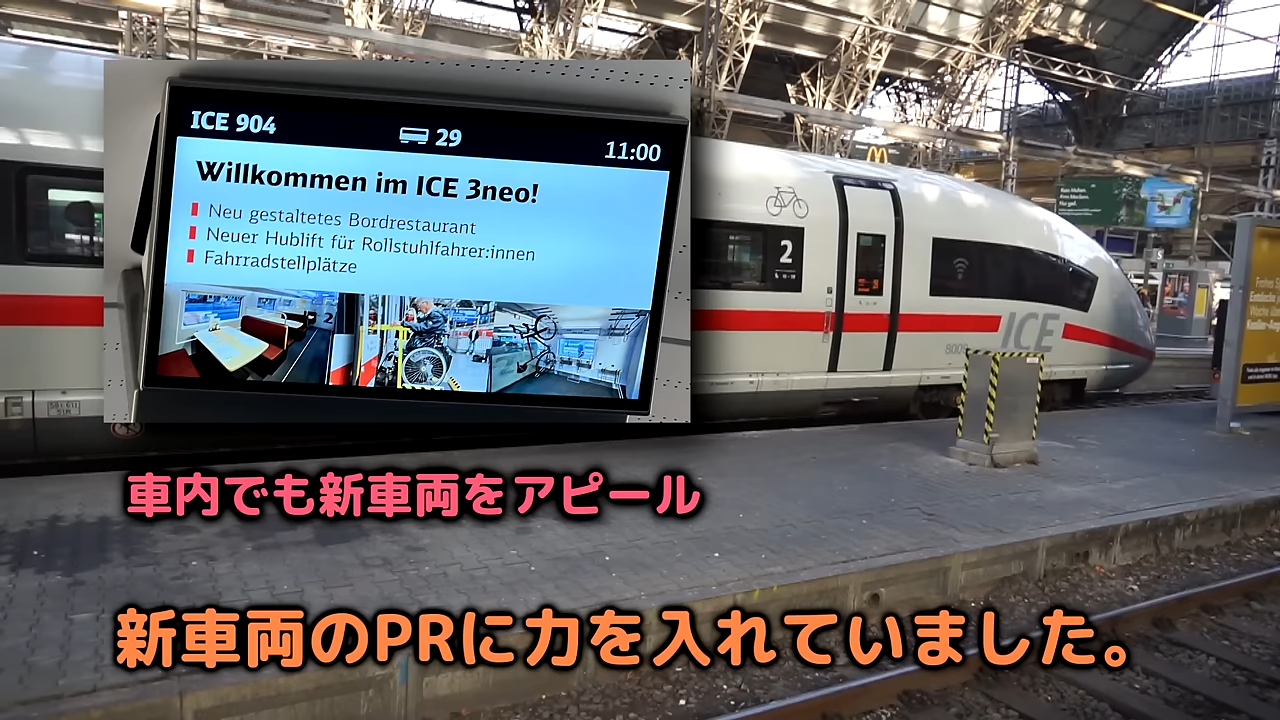 ICE 904
29
11:00
Willkommen im ICE 3neo!
Neu gestaltetes Bordrestaurant
Neuer Hublift für Rollstuhlfahrer:innen
Fahrradstellplätze
2
ICE
車内でも新車両をアピール
新車両のPRに力を入れていました。